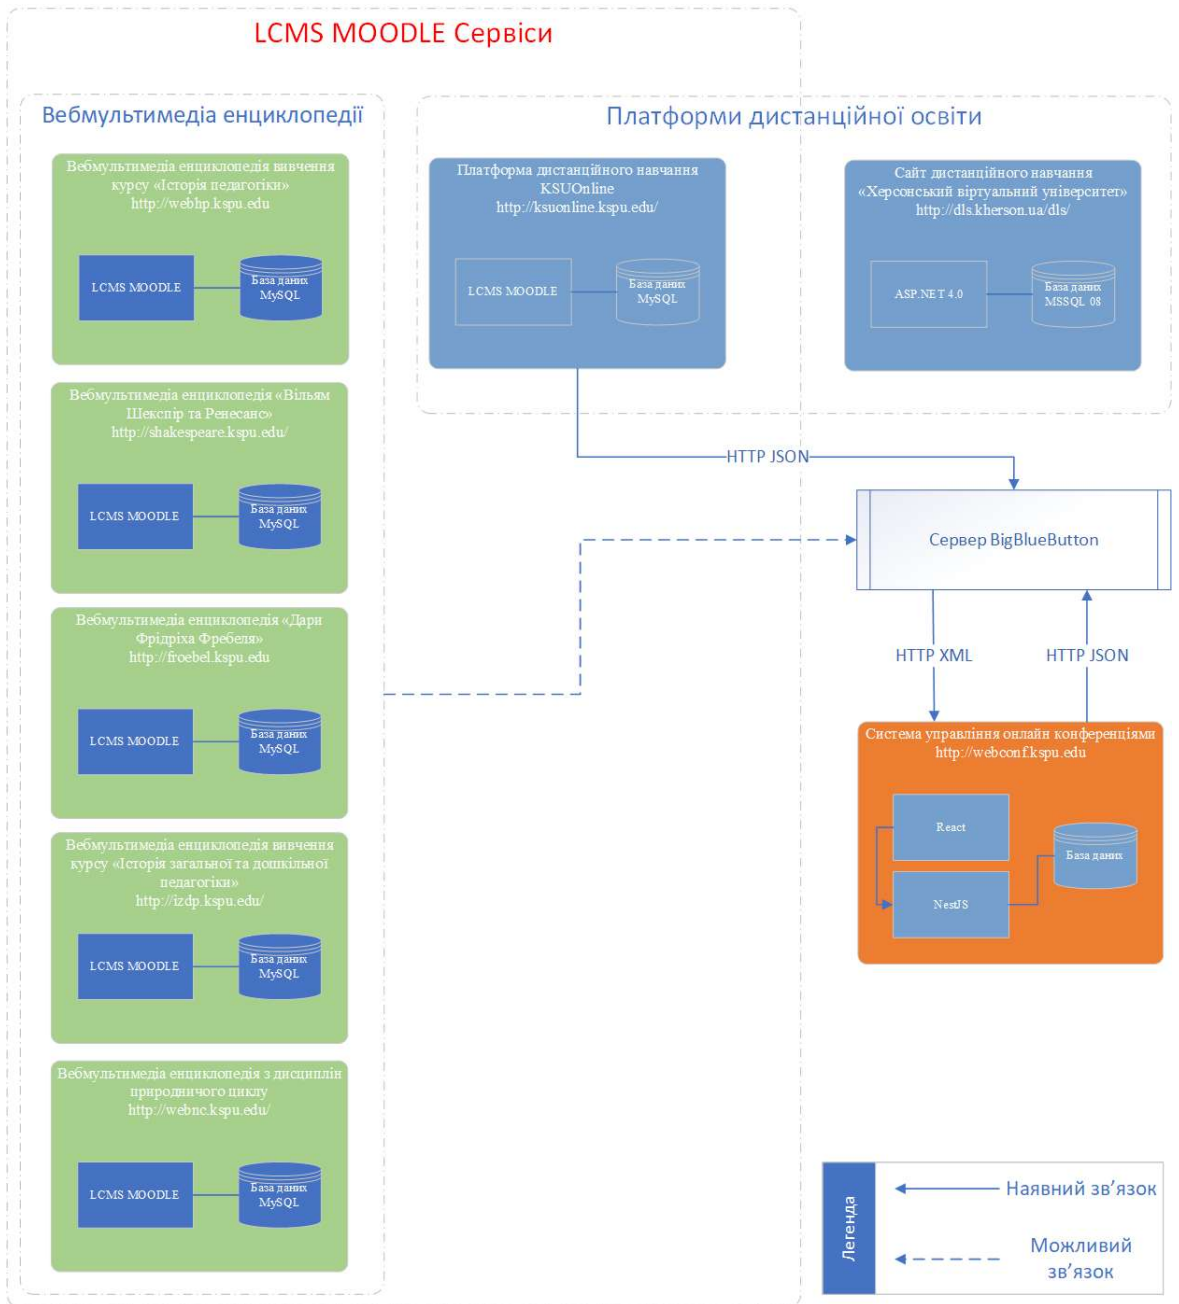 LCMS MOODLE Сервіси
Вебмультимедіа енциклопедії
Вебмультимедіа енциклопедія вивчення
курсу «Історія педагогіки»
http://webhp.kspu.edu
LCMS MOODLE
База даних
MySQL
Вебмультимедіа енциклопедія «Вільям
Шекспір та Ренесанс»
http://shakespeare.kspu.edu/
LCMS MOODLE
База даних
MySQL
Вебмультимедіа енциклопедія «Дари
Фрідріха Фребеля»
http://froebel.kspu.edu
LCMS MOODLE
База даних
MySQL
Вебмультимедіа енциклопедія вивчення
курсу «Історія загальної та дошкільної
педагогіки»
http://izdp.kspu.edu/
LCMS MOODLE
База даних
MySQL
Вебмультимедіа енциклопедія з дисциплін
природничого циклу
http://webnc.kspu.edu/
LCMS MOODLE
База даних
MySQL
Платформи дистанційної освіти
Платформа дистанційного навчання
KSUOnline
http://ksuonline.kspu.edu/
LCMS MOODLE
База даних
MySQL
Сайт дистанційного навчання
«Херсонський віртуальний університет»
http://dls.kherson.ua/dls/
ASP.NET 4.0
База даних
MSSQL 08
HTTP JSON
Сервер BigBlueButton
HTTP XML
HTTP JSON
Система управління онлайн конференціями
http://webconf.kspu.edu
React
NestJS
База даних
Легенда
Наявний зв’язок
Можливий
зв’язок